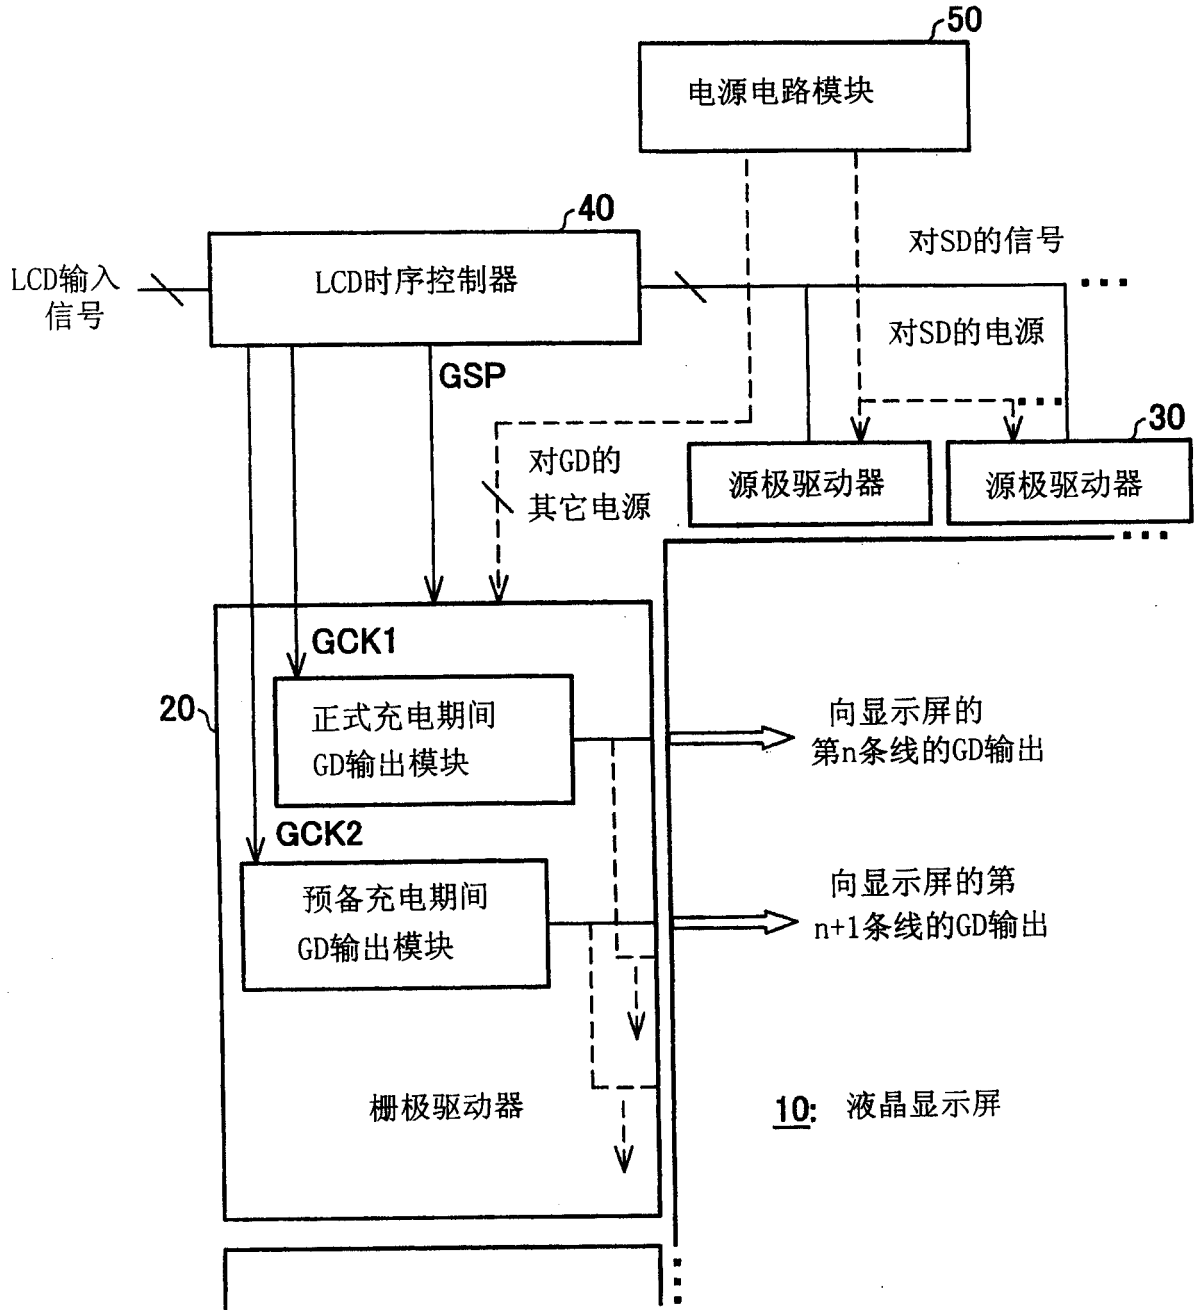 50
电源电路模块
40
对SD的信号
LCD输入
信号
LCD时序控制器
对SD的电源
GSP
30
对GD的
其它电源
源极驱动器
源极驱动器
GCK1
20
正式充电期间
GD输出模块
向显示屏的
第n条线的GD输出
GCK2
预备充电期间
GD输出模块
向显示屏的第
n+1条线的GD输出
栅极驱动器
10: 液晶显示屏